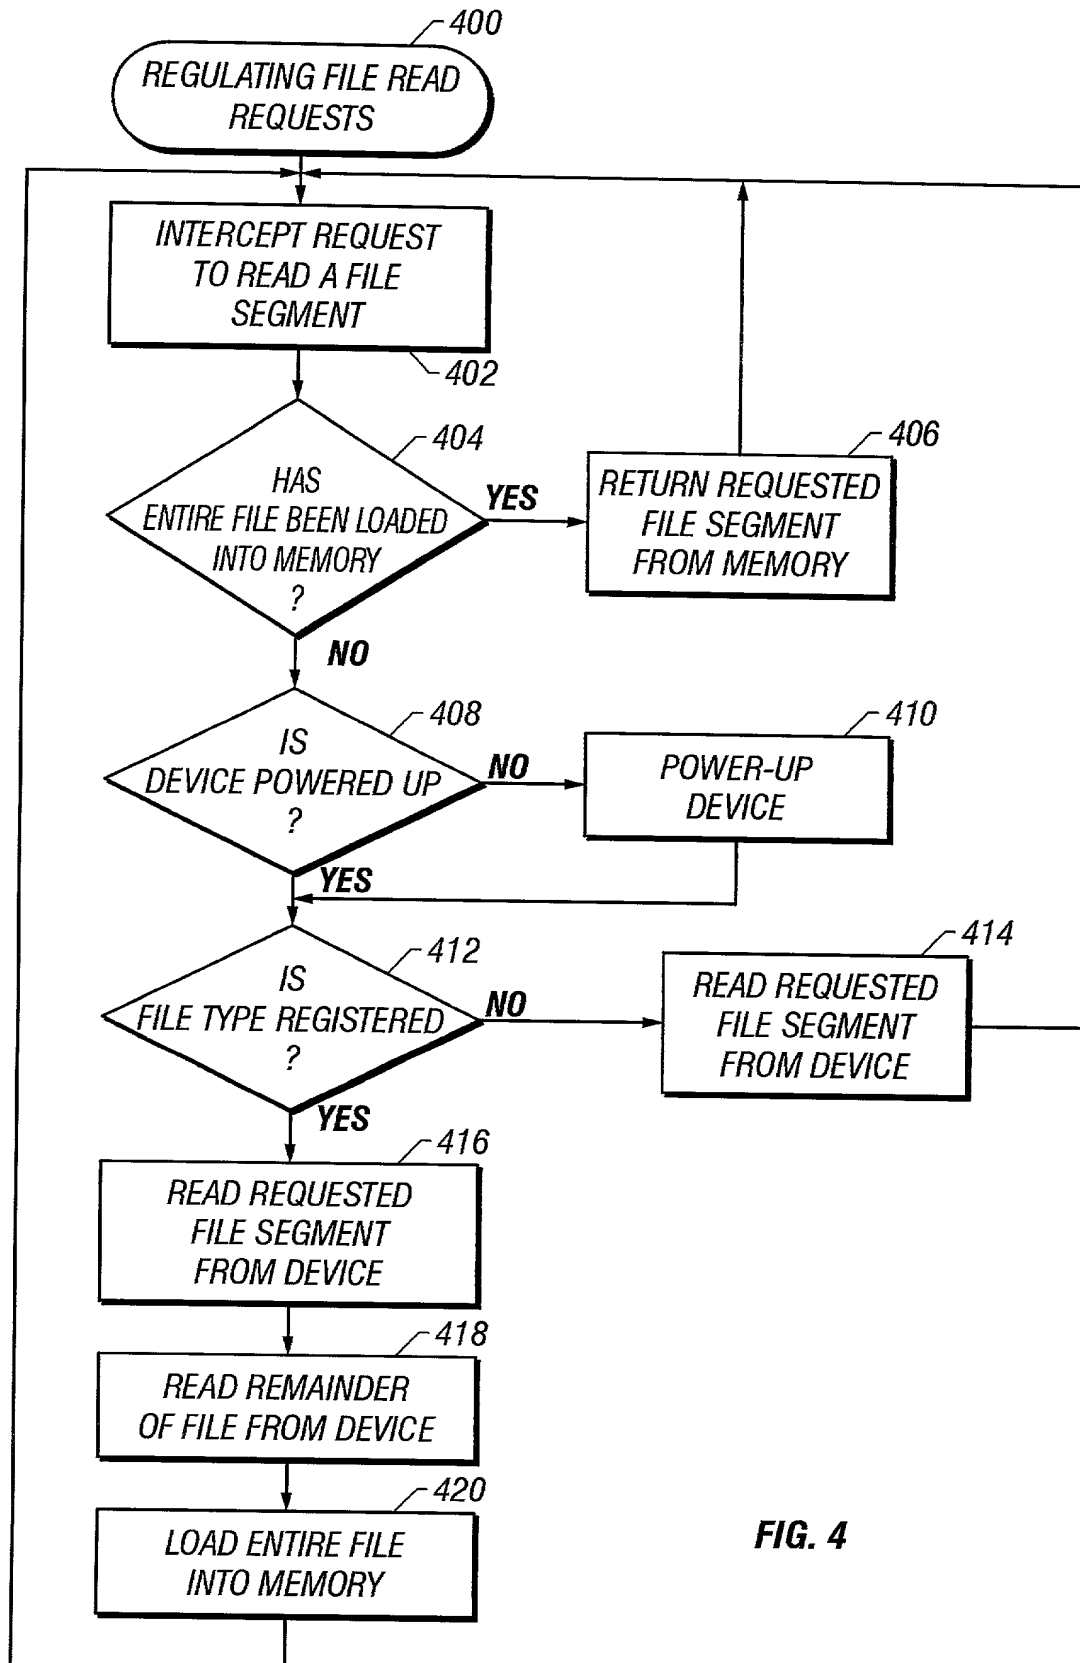 400
REGULATING FILE READ
REQUESTS
INTERCEPT REQUEST
TO READ A FILE
SEGMENT
402
404
HAS
ENTIRE FILE BEEN LOADED
INTO MEMORY
?
YES
406
RETURN REQUESTED
FILE SEGMENT
FROM MEMORY
NO
408
IS
DEVICE POWERED UP
?
NO
410
POWER-UP
DEVICE
YES
412
IS
FILE TYPE REGISTERED
?
NO
414
READ REQUESTED
FILE SEGMENT
FROM DEVICE
YES
416
READ REQUESTED
FILE SEGMENT
FROM DEVICE
418
READ REMAINDER
OF FILE FROM DEVICE
420
LOAD ENTIRE FILE
INTO MEMORY
FIG. 4